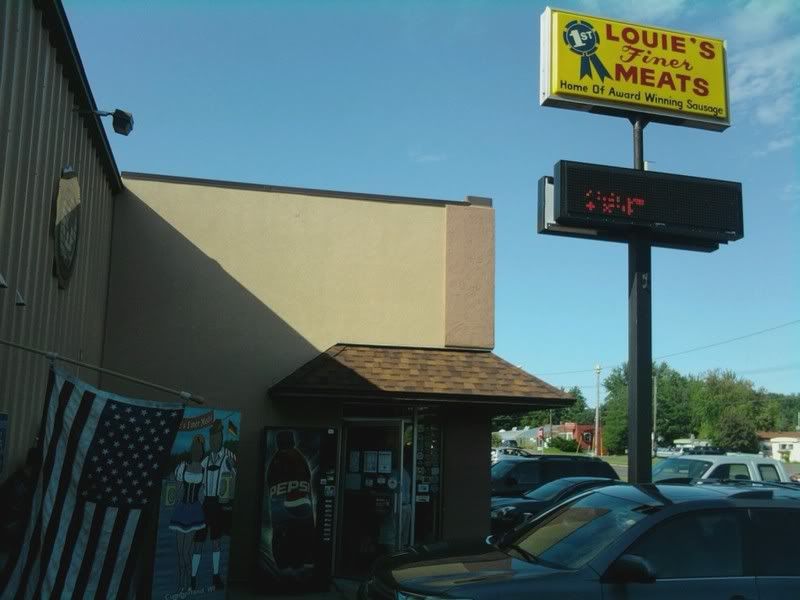 1ST
LOUIE'S
Finer
MEATS
Home Of Award Winning Sausage
PEPSI